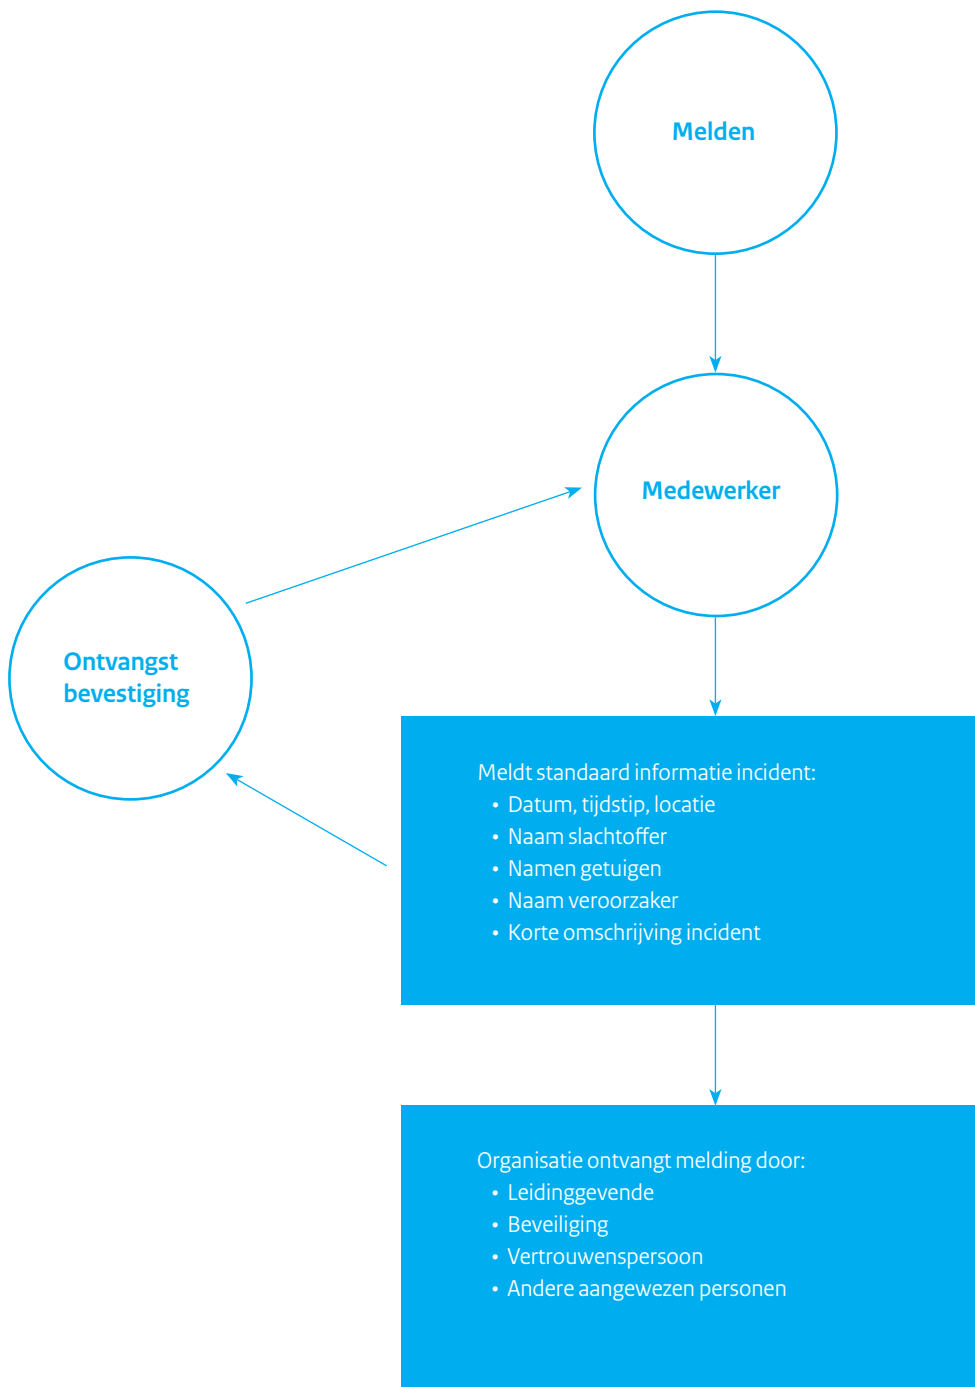 Melden
Medewerker
Ontvangst
bevestiging
Meldt standaard informatie incident:
• Datum, tijdstip, locatie
• Naam slachtoffer
• Namen getuigen
• Naam veroorzaker
• Korte omschrijving incident
Organisatie ontvangt melding door:
• Leidinggevende
• Beveiliging
• Vertrouwenspersoon
• Andere aangewezen personen